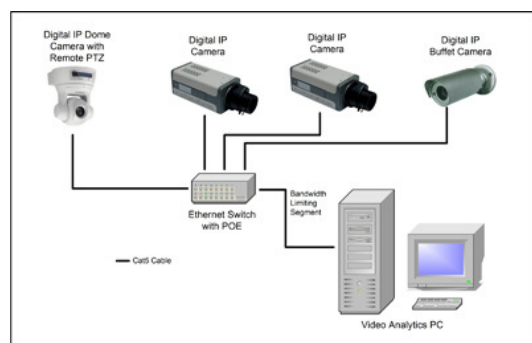 Digital IP Dome
Camera with
Remote PTZ
Digital IP
Camera
Digital IP
Camera
Digital IP
Buffet Camera
Ethernet Switch
with POE
Bandwidth
Limiting
Segment
Cat5 Cable
Video Analytics PC